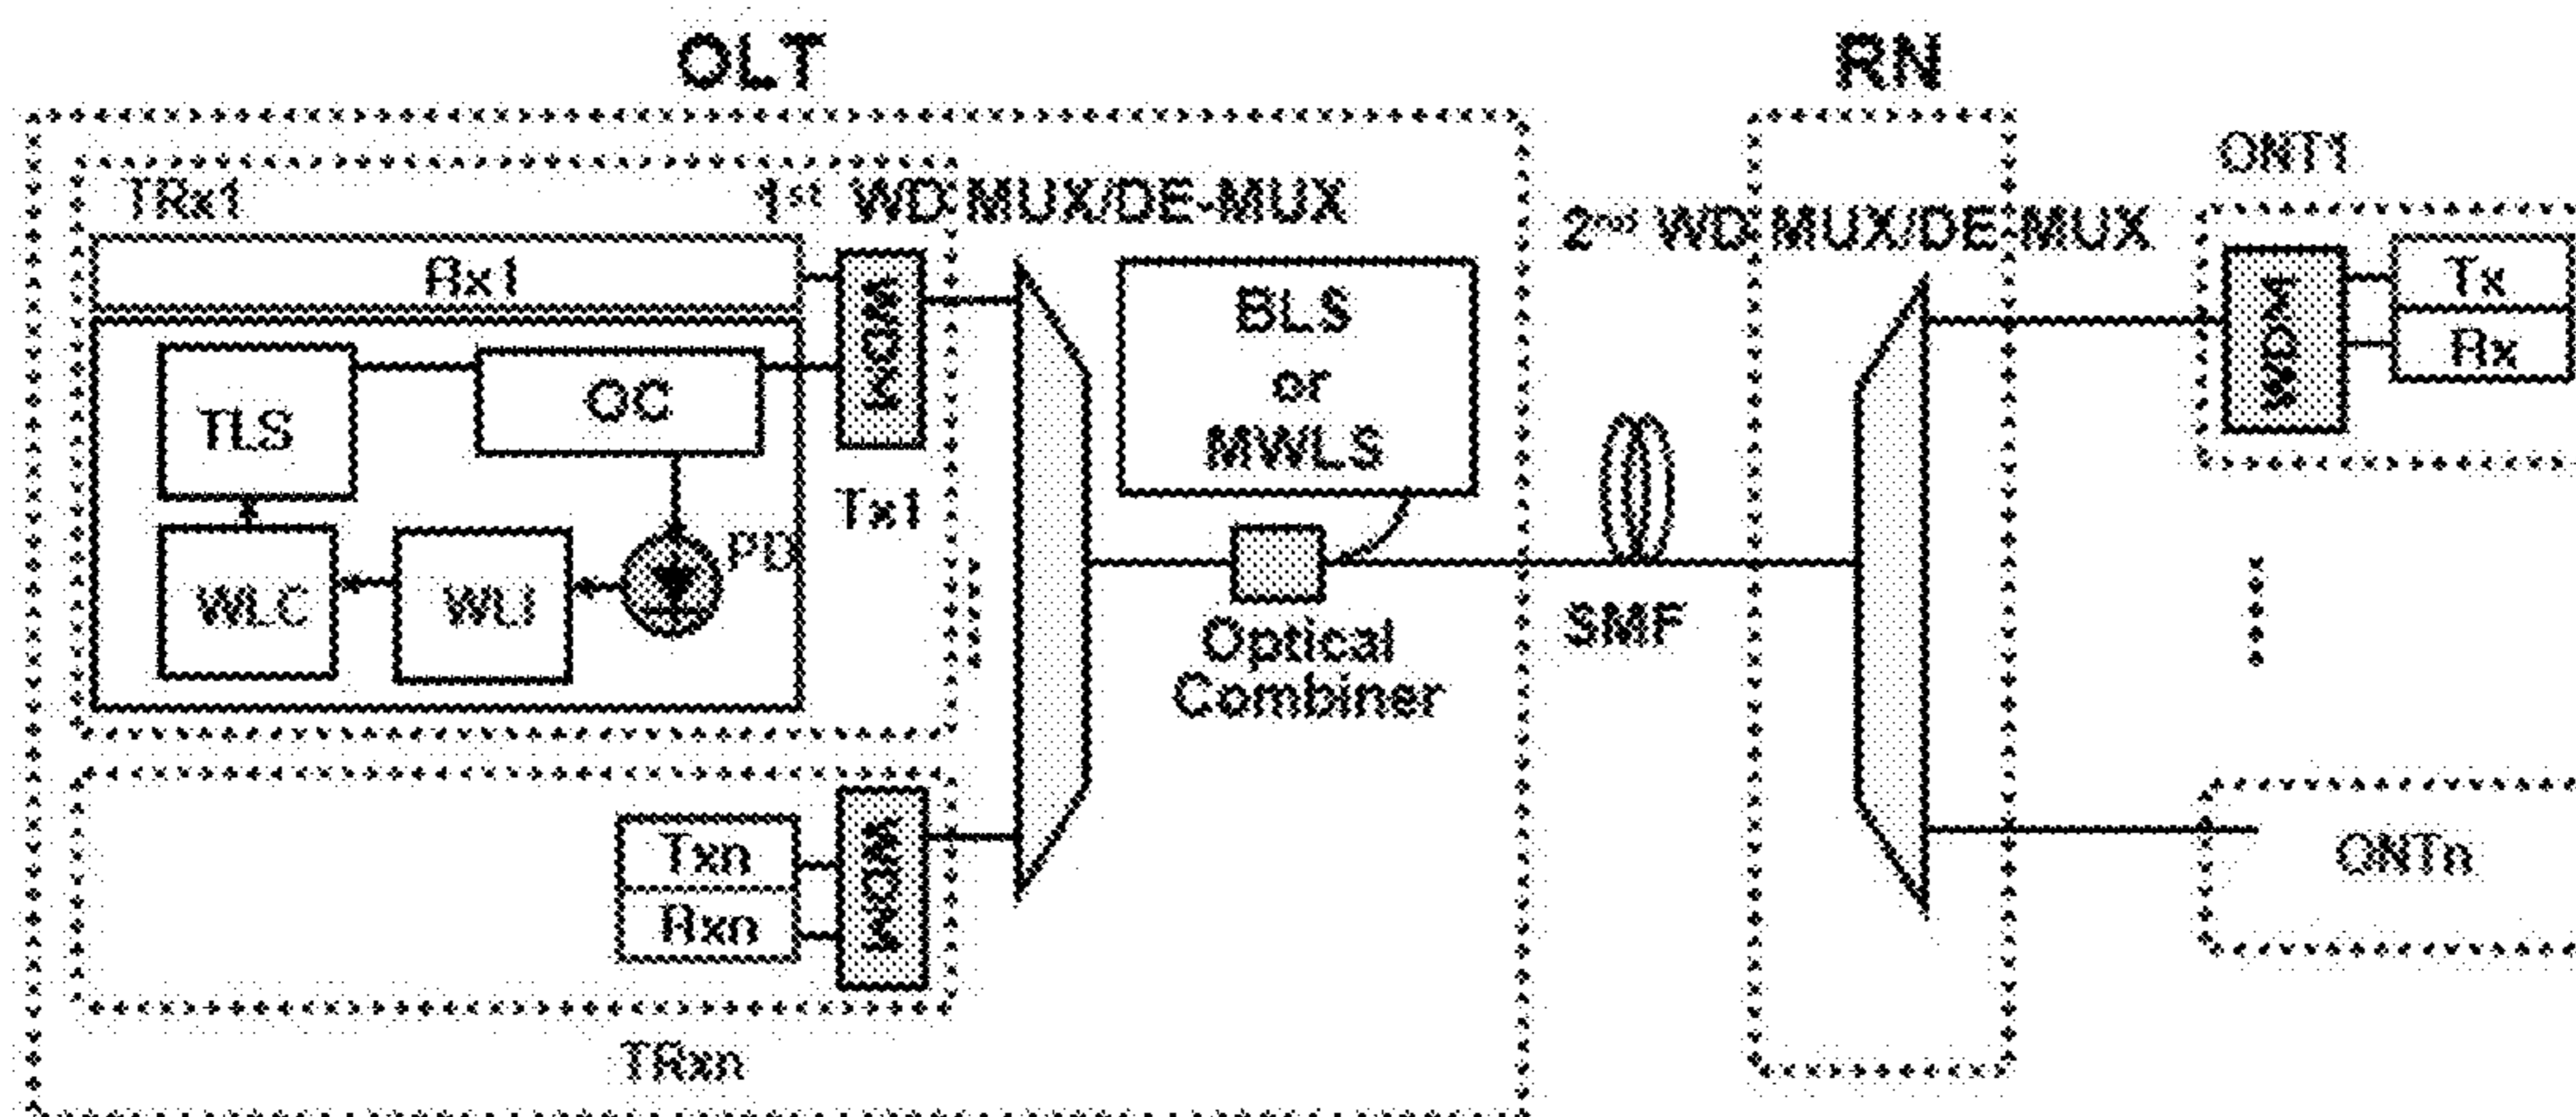 OLT
RN
ONT1
TRx1
1st WD MUX/DE-MUX
2nd WD MUX/DE-MUX
Rx1
WDM
BLS
or
MWLS
WDM
Tx
Rx
TLS
OC
Tx1
PD
WLC
WLI
SMF
Optical
Combiner
Txn
Rxn
WDM
ONTn
TRxn